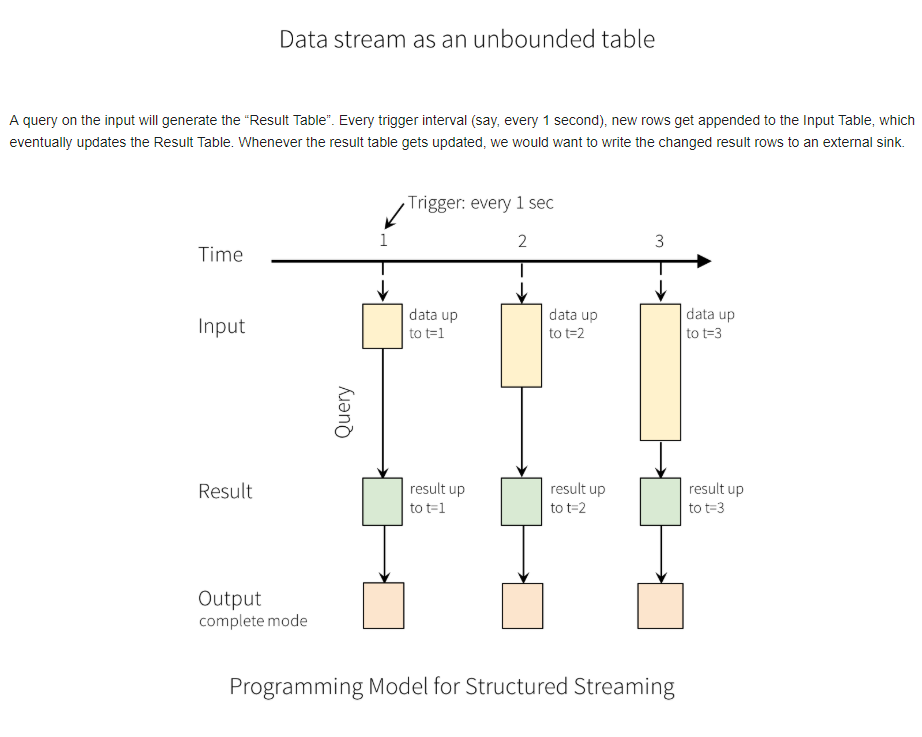 Data stream as an unbounded table
A query on the input will generate the “Result Table”. Every trigger interval (say, every 1 second), new rows get appended to the Input Table, which
eventually updates the Result Table. Whenever the result table gets updated, we would want to write the changed result rows to an external sink.
Trigger: every 1 sec
1 2 3
Time
Input
data up
to t=1
data up
to t=2
data up
to t=3
Query
Result
result up
to t=1
result up
to t=2
result up
to t=3
Output
complete mode
Programming Model for Structured Streaming